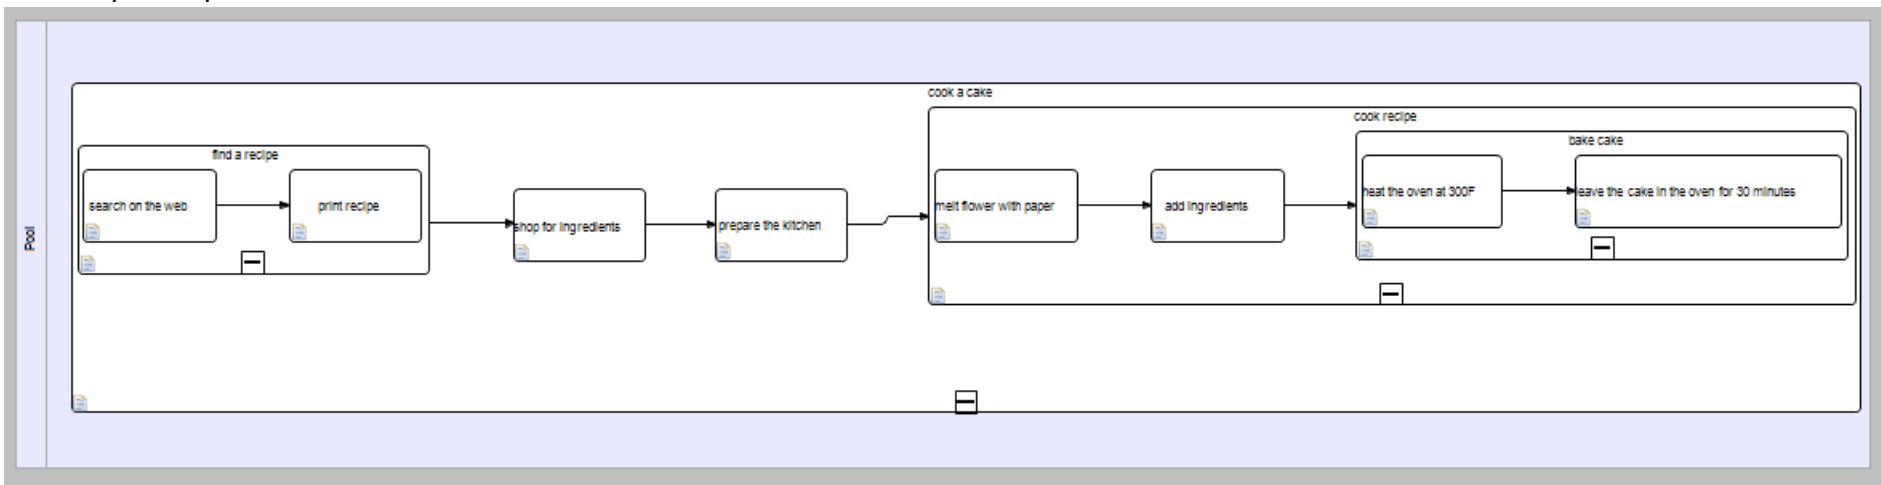 Pool
cook a cake
find a recipe
search on the web
print recipe
shop for ingredients
prepare the kitchen
cook recipe
melt flower with paper
add ingredients
bake cake
heat the oven at 300F
leave the cake in the oven for 30 minutes